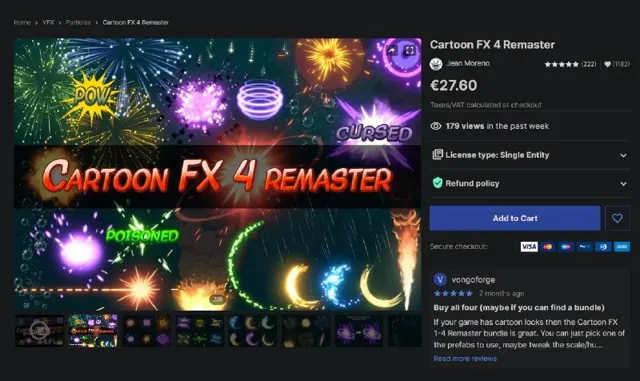 Home > VFX > Particles > Cartoon FX 4 Remaster
POW
CURSED
CARTOON FX 4 REMASTER
POISONED
2/8
Cartoon FX 4 Remaster
Jean Moreno
(222)
(1182)
€27.60
Taxes/VAT calculated at checkout
179 views in the past week
License type: Single Entity
Refund policy
Add to Cart
Secure checkout:
VISA
V vongoforge
2 months ago
Buy all four (maybe if you can find a bundle)
If your game has cartoon looks then the Cartoon FX
1-4 Remaster bundle is great. You can just pick one of
the prefabs to use, maybe tweak the scale/hu...
Read more reviews